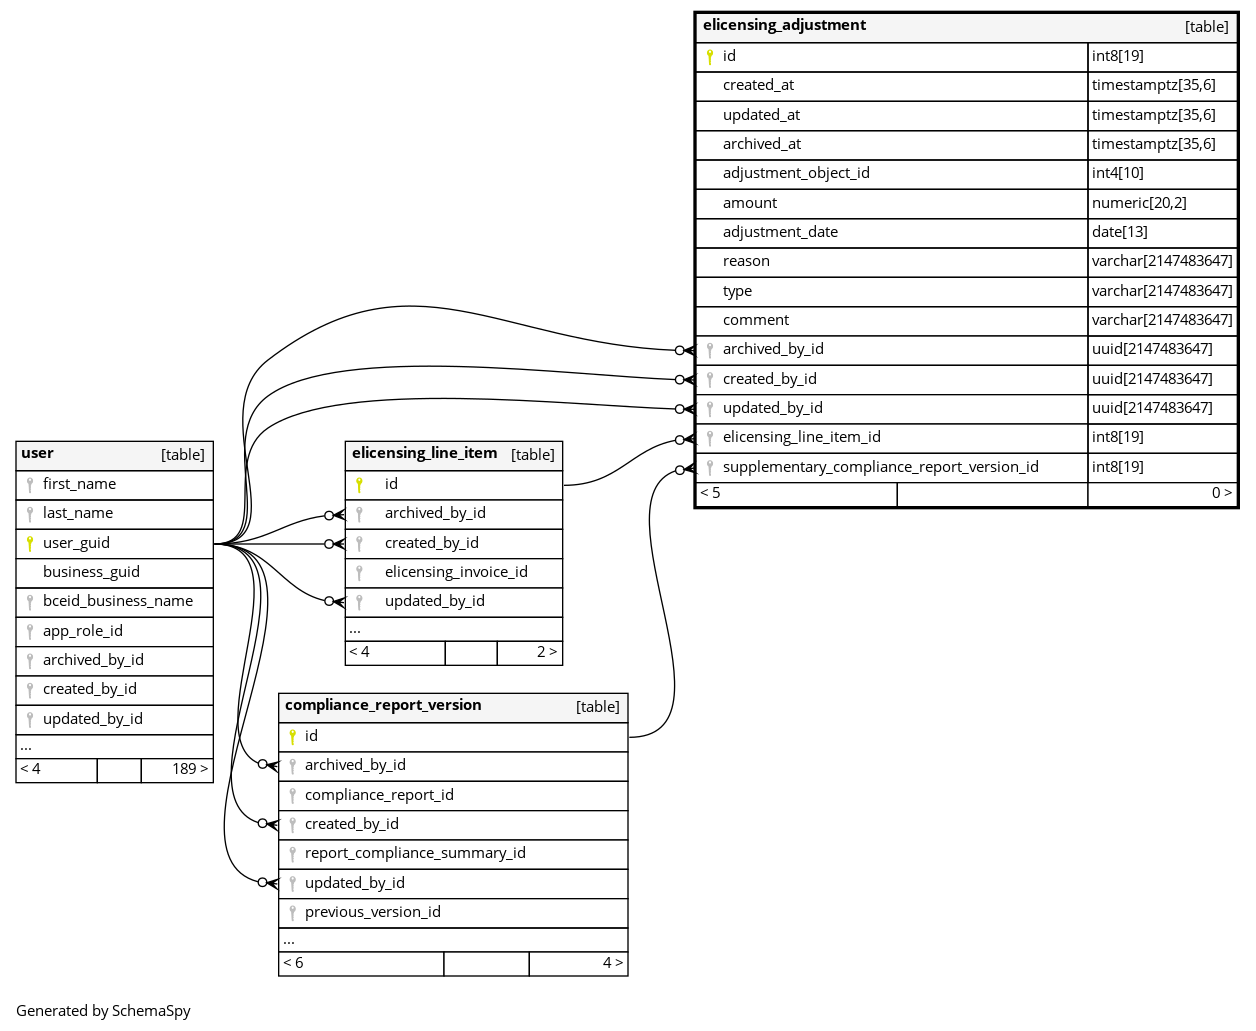 elicensing_adjustment [table]
id int8[19]
created_at timestamptz[35,6]
updated_at timestamptz[35,6]
archived_at timestamptz[35,6]
adjustment_object_id int4[10]
amount numeric[20,2]
adjustment_date date[13]
reason varchar[2147483647]
type varchar[2147483647]
comment varchar[2147483647]
archived_by_id uuid[2147483647]
created_by_id uuid[2147483647]
updated_by_id uuid[2147483647]
elicensing_line_item_id int8[19]
supplementary_compliance_report_version_id int8[19]
< 5 0 >
user [table]
first_name
last_name
user_guid
business_guid
bceid_business_name
app_role_id
archived_by_id
created_by_id
updated_by_id
...
< 4 189 >
elicensing_line_item [table]
id
archived_by_id
created_by_id
elicensing_invoice_id
updated_by_id
...
< 4 2 >
compliance_report_version [table]
id
archived_by_id
compliance_report_id
created_by_id
report_compliance_summary_id
updated_by_id
previous_version_id
...
< 6 4 >
Generated by SchemaSpy